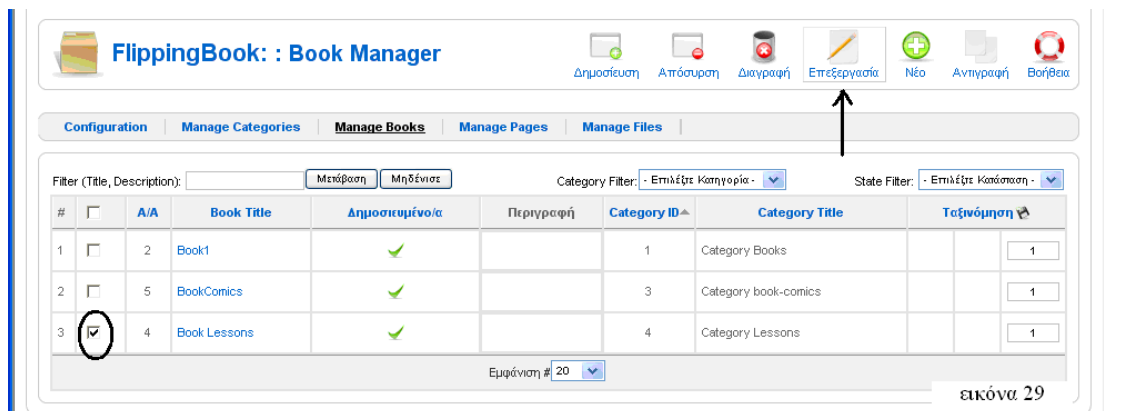 FlippingBook: : Book Manager
Δημοσίευση Απόσυρση Διαγραφή Επεξεργασία Νέο Αντιγραφή Βοήθεια
Configuration Manage Categories Manage Books Manage Pages Manage Files
Filter (Title, Description): Μετάβαση Μηδένισε Category Filter: - Επιλέξτε Κατηγορία - State Filter: - Επιλέξτε Κατάσταση -
# A/A Book Title Δημοσιευμένο/α Περιγραφή Category ID Category Title Ταξινόμηση
1 2 Book1 1 Category Books 1
2 5 BookComics 3 Category book-comics 1
3 4 Book Lessons 4 Category Lessons 1
Εμφάνιση # 20
εικόνα 29